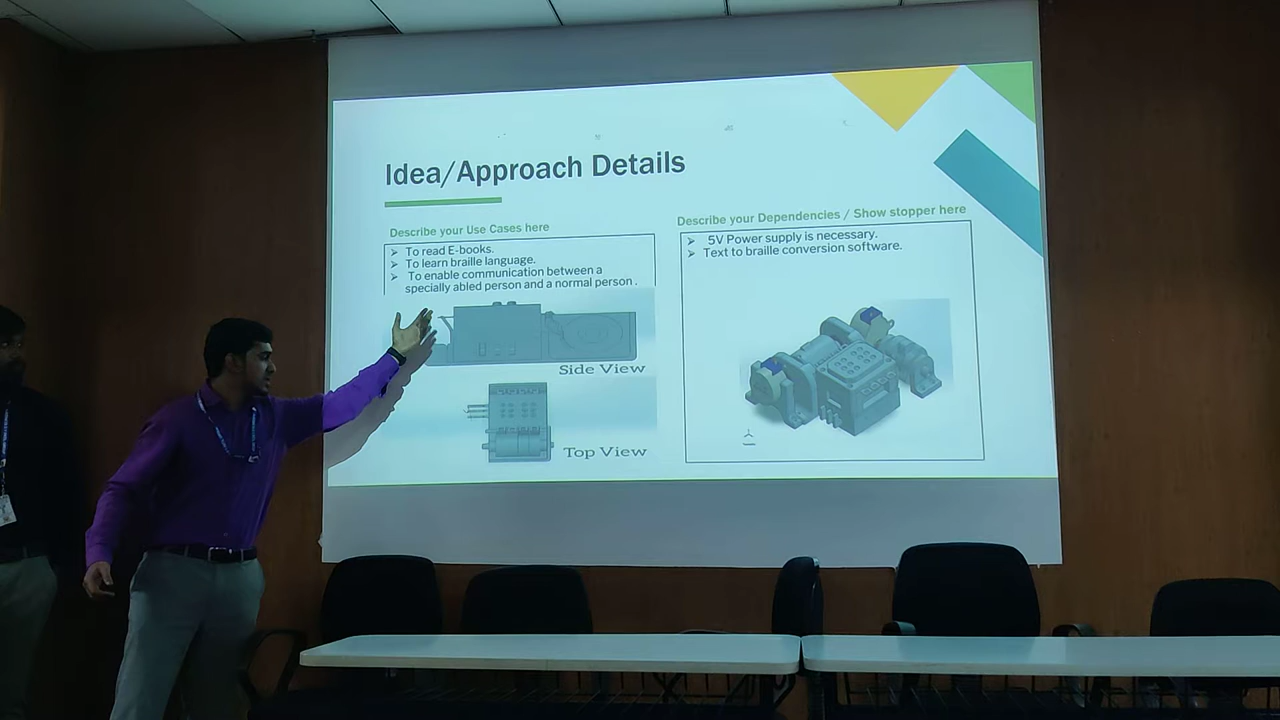 Idea/Approach Details
Describe your Use Cases here
➢ To read E-books.
➢ To learn braille language.
➢ To enable communication between a
specially abled person and a normal person .
Side View
Top View
Describe your Dependencies / Show stopper here
➢ 5V Power supply is necessary.
➢ Text to braille conversion software.